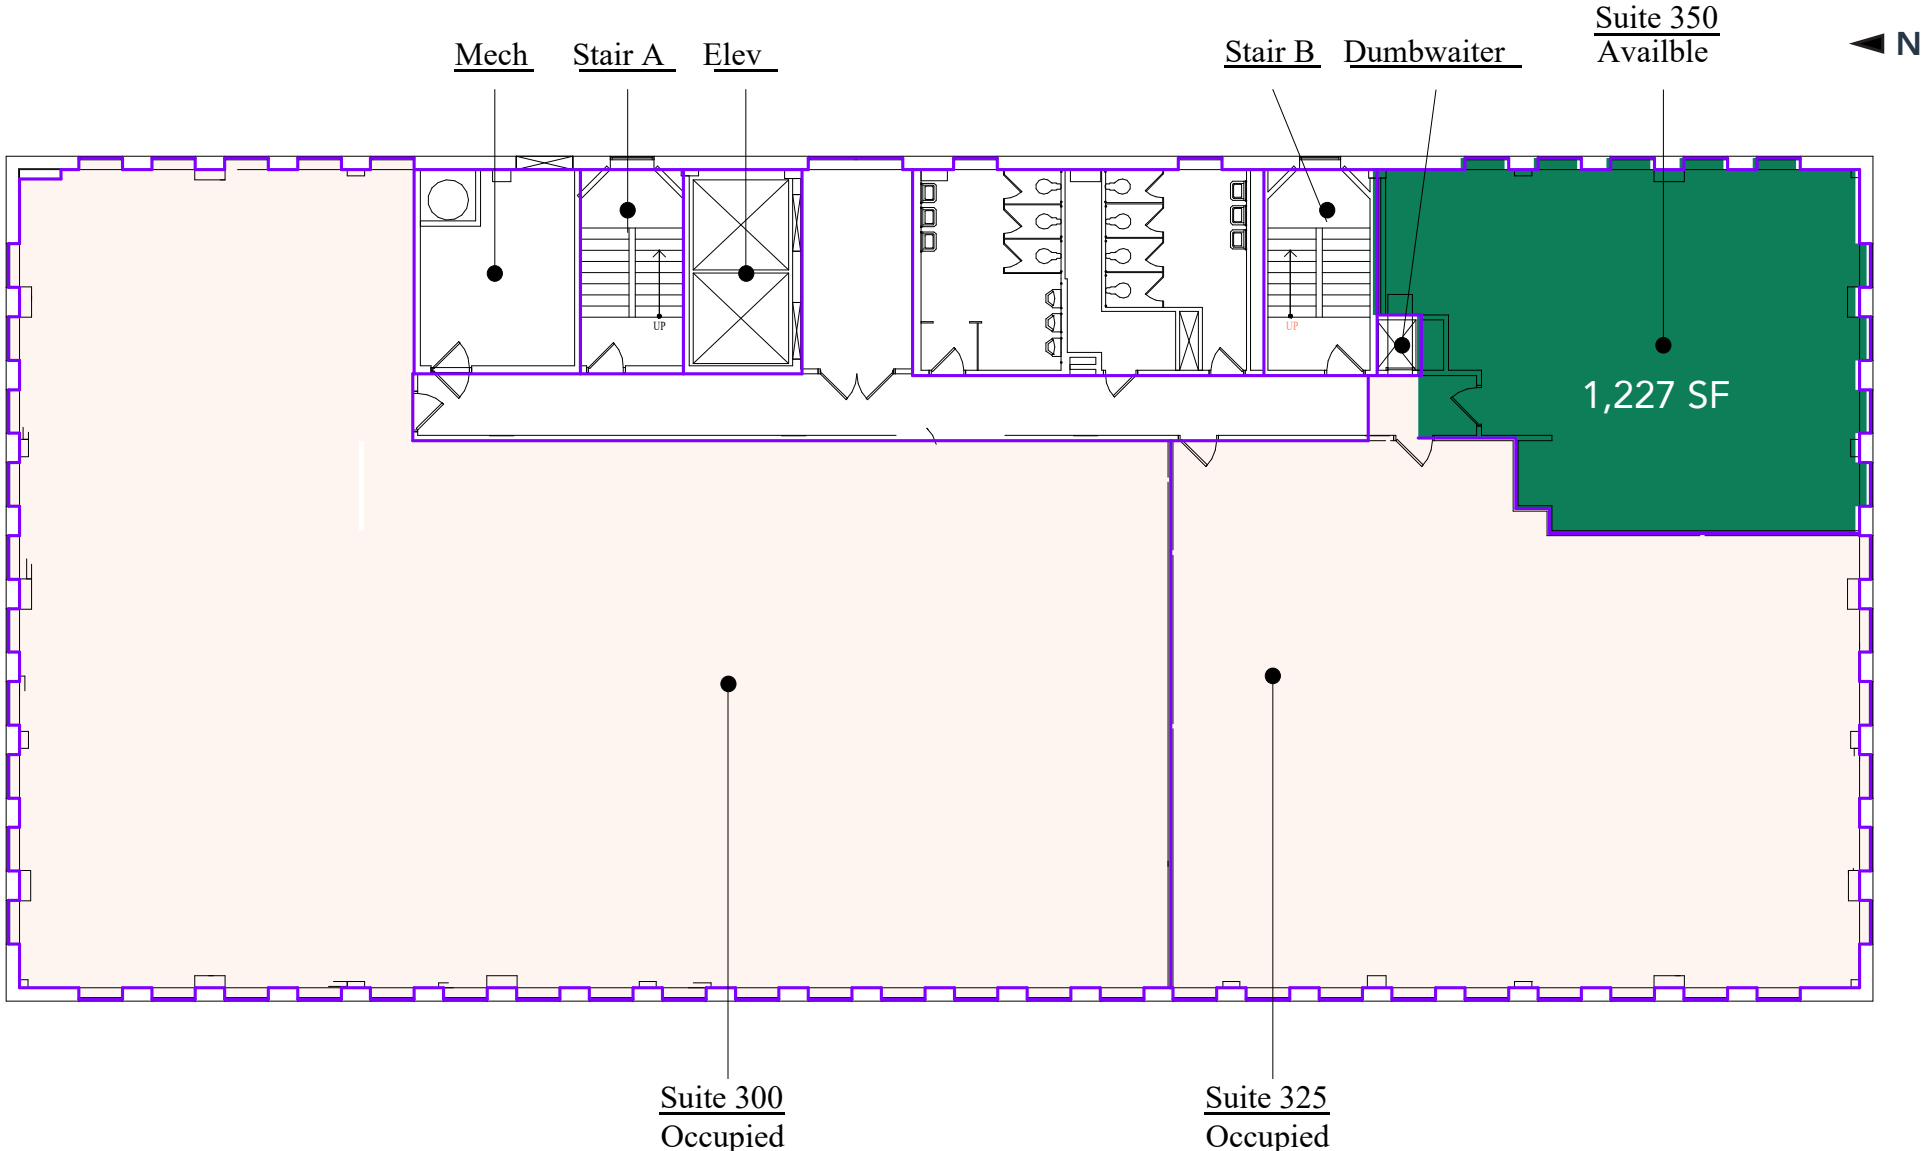 Suite 350
Availble
N
Mech
Stair A
Elev
Stair B
Dumbwaiter
UP
UP
1,227 SF
Suite 300
Occupied
Suite 325
Occupied